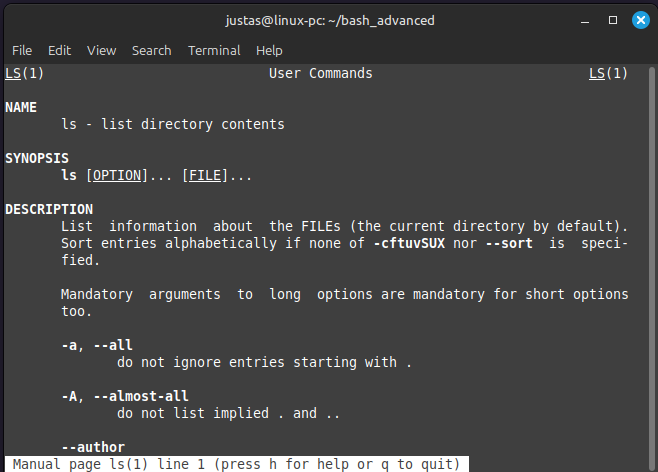 justas@linux-pc: ~/bash_advanced
File Edit View Search Terminal Help
LS(1) User Commands LS(1)
NAME
ls - list directory contents
SYNOPSIS
ls [OPTION]... [FILE]...
DESCRIPTION
List information about the FILEs (the current directory by default).
Sort entries alphabetically if none of -cftuvSUX nor --sort is speci-
fied.
Mandatory arguments to long options are mandatory for short options
too.
-a, --all
do not ignore entries starting with .
-A, --almost-all
do not list implied . and ..
--author
Manual page ls(1) line 1 (press h for help or q to quit)